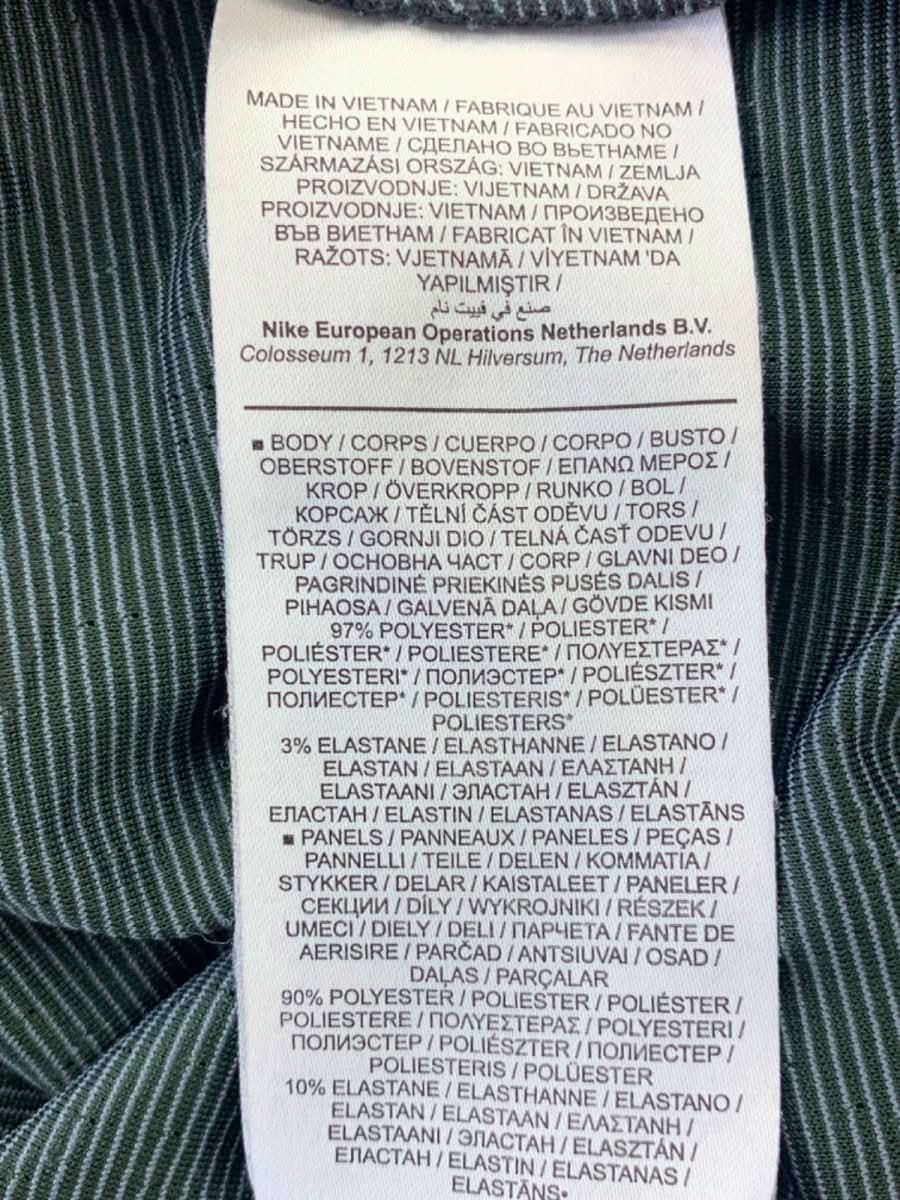 MADE IN VIETNAM / FABRIQUE AU VIETNAM /
HECHO EN VIETNAM / FABRICADO NO
VIETNAME / СДЕЛАНО ВО ВЬЕТНАМЕ /
SZÁRMAZÁSI ORSZÁG: VIETNAM / ZEMLJA
PROIZVODNJE: VIJETNAM / DRŽAVA
PROIZVODNJE: VIETNAM / ПРОИЗВЕДЕНО
ВЪВ ВИЕТНАМ / FABRICAT ÎN VIETNAM /
RAŽOTS: VJETNAMĀ / VİYETNAM 'DA
YAPILMIŞTIR /
صنع في فييت نام
Nike European Operations Netherlands B.V.
Colosseum 1, 1213 NL Hilversum, The Netherlands
■ BODY / CORPS / CUERPO / CORPO / BUSTO /
OBERSTOFF / BOVENSTOF / ΕΠΑΝΩ ΜΕΡΟΣ /
KROP / ÖVERKROPP / RUNKO / BOL /
КОРСАЖ / TĚLNÍ ČÁST ODĚVU / TORS /
TÖRZS / GORNJI DIO / TELNÁ ČASŤ ODEVU /
TRUP / ОСНОВНА ЧАСТ / CORP / GLAVNI DEO /
PAGRINDINĖ PRIEKINĖS PUSĖS DALIS /
PIHAOSA / GALVENĀ DAĻA / GÖVDE KISMI
97% POLYESTER* / POLIESTER* /
POLIÉSTER* / POLIESTERE* / ΠΟΛΥΕΣΤΕΡΑΣ* /
POLYESTERI* / ПОЛИЭСТЕР* / POLIÉSZTER* /
ПОЛИЕСТЕР* / POLIESTERIS* / POLÜESTER* /
POLIESTERS*
3% ELASTANE / ELASTHANNE / ELASTANO /
ELASTAN / ELASTAAN / ΕΛΑΣΤΑΝΗ /
ELASTAANI / ЭЛАСТАН / ELASZTÁN /
ЕЛАСТАН / ELASTIN / ELASTANAS / ELASTĀNS
■ PANELS / PANNEAUX / PANELES / PEÇAS /
PANNELLI / TEILE / DELEN / ΚΟΜΜΑΤΙΑ /
STYKKER / DELAR / KAISTALEET / PANELER /
СЕКЦИИ / DÍLY / WYKROJNIKI / RÉSZEK /
UMECI / DIELY / DELI / ПАРЧЕТА / FANTE DE
AERISIRE / PARČAD / ANTSIUVAI / OSAD /
DAĻAS / PARÇALAR
90% POLYESTER / POLIESTER / POLIÉSTER /
POLIESTERE / ΠΟΛΥΕΣΤΕΡΑΣ / POLYESTERI /
ПОЛИЭСТЕР / POLIÉSZTER / ПОЛИЕСТЕР /
POLIESTERIS / POLÜESTER
10% ELASTANE / ELASTHANNE / ELASTANO /
ELASTAN / ELASTAAN / ΕΛΑΣΤΑΝΗ /
ELASTAANI / ЭЛАСТАН / ELASZTÁN /
ЕЛАСТАН / ELASTIN / ELASTANAS /
ELASTĀNS•